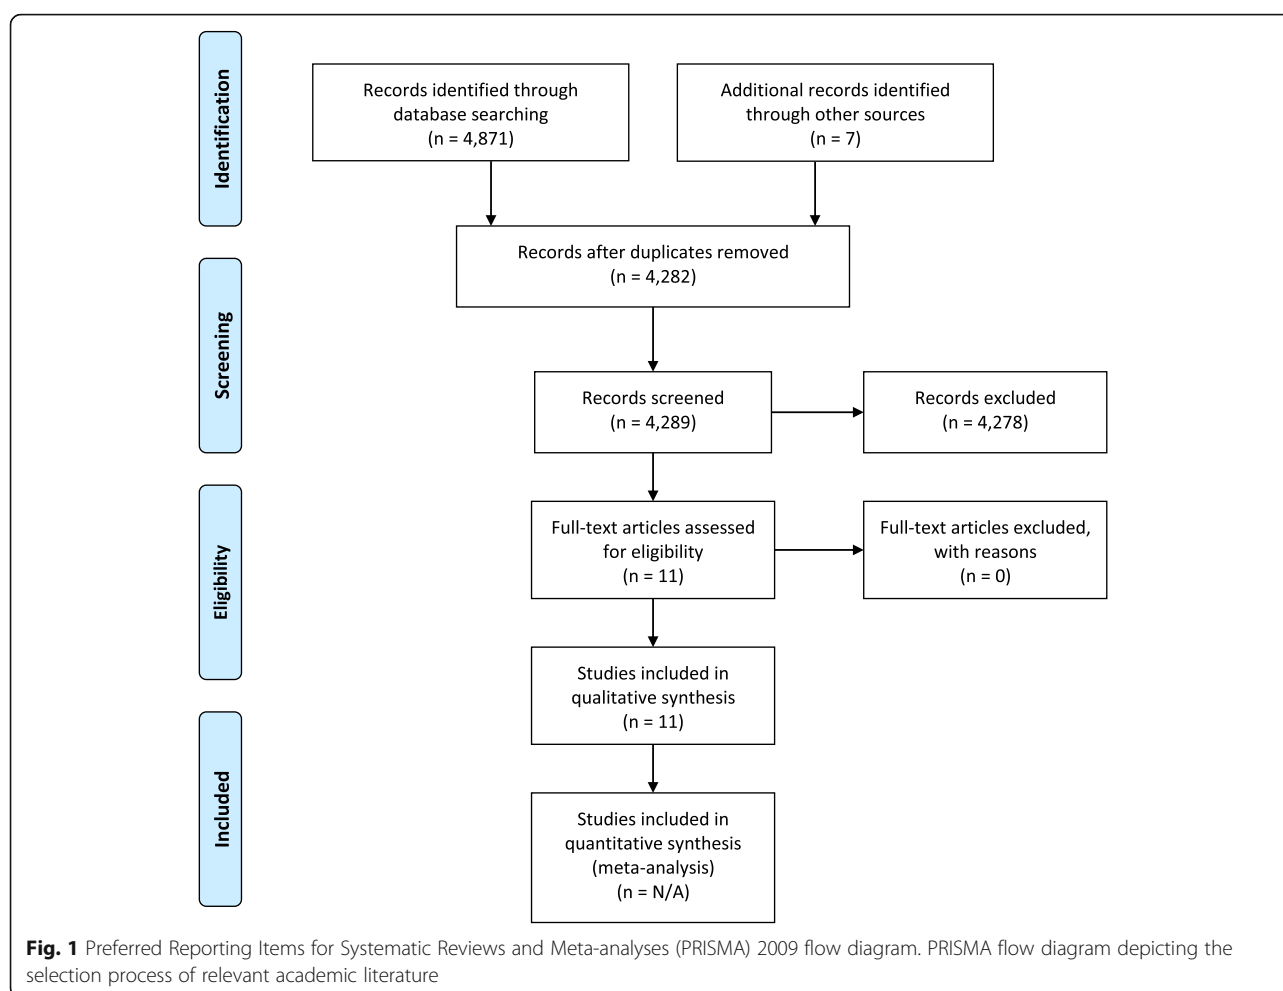 Identification
Records identified through
database searching
(n = 4,871)
Additional records identified
through other sources
(n = 7)
Records after duplicates removed
(n = 4,282)
Screening
Records screened
(n = 4,289)
Records excluded
(n = 4,278)
Eligibility
Full-text articles assessed
for eligibility
(n = 11)
Full-text articles excluded,
with reasons
(n = 0)
Studies included in
qualitative synthesis
(n = 11)
Included
Studies included in
quantitative synthesis
(meta-analysis)
(n = N/A)
Fig. 1 Preferred Reporting Items for Systematic Reviews and Meta-analyses (PRISMA) 2009 flow diagram. PRISMA flow diagram depicting the
selection process of relevant academic literature